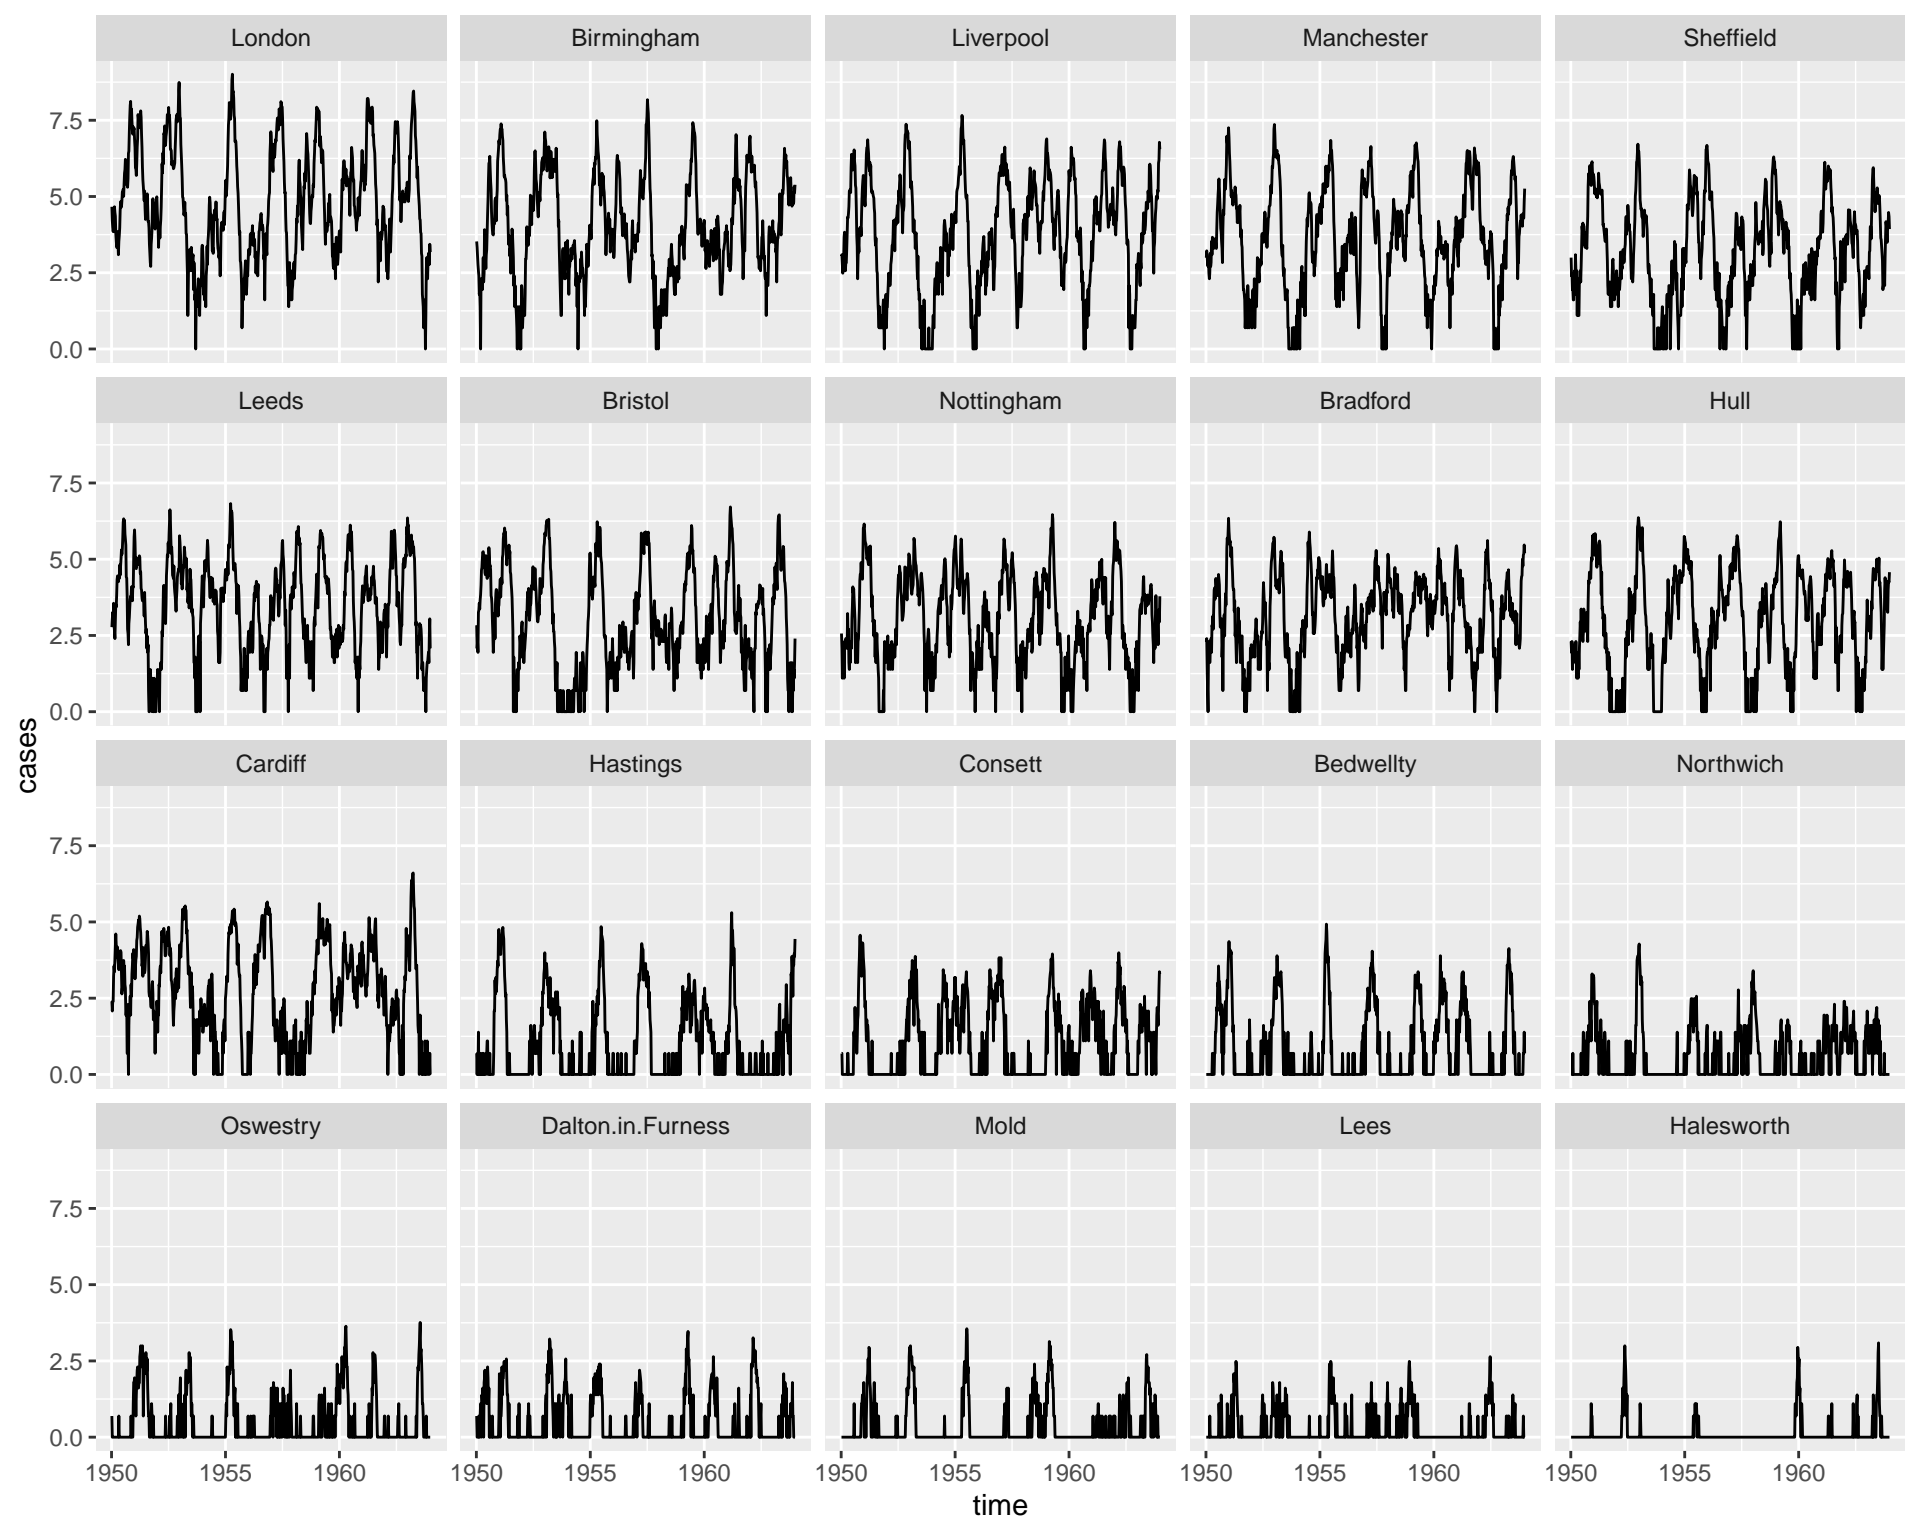 London Birmingham Liverpool Manchester Sheffield
7.5
5.0
2.5
0.0
Leeds Bristol Nottingham Bradford Hull
7.5
5.0
2.5
0.0
cases
Cardiff Hastings Consett Bedwellty Northwich
7.5
5.0
2.5
0.0
Oswestry Dalton.in.Furness Mold Lees Halesworth
7.5
5.0
2.5
0.0
1950 1955 1960 1950 1955 1960 1950 1955 1960 1950 1955 1960 1950 1955 1960
time